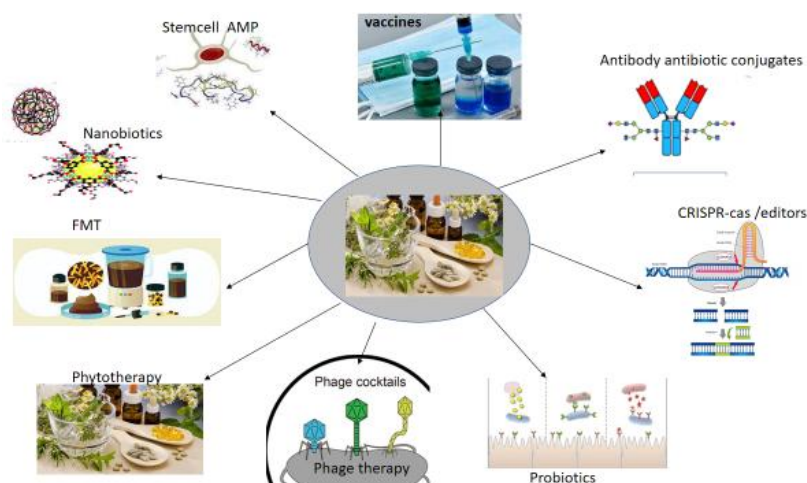 Stemcell AMP
vaccines
Antibody antibiotic conjugates
Nanobiotics
CRISPR-cas /editors
FMT
Phytotherapy
Phage cocktails
Phage therapy
Probiotics